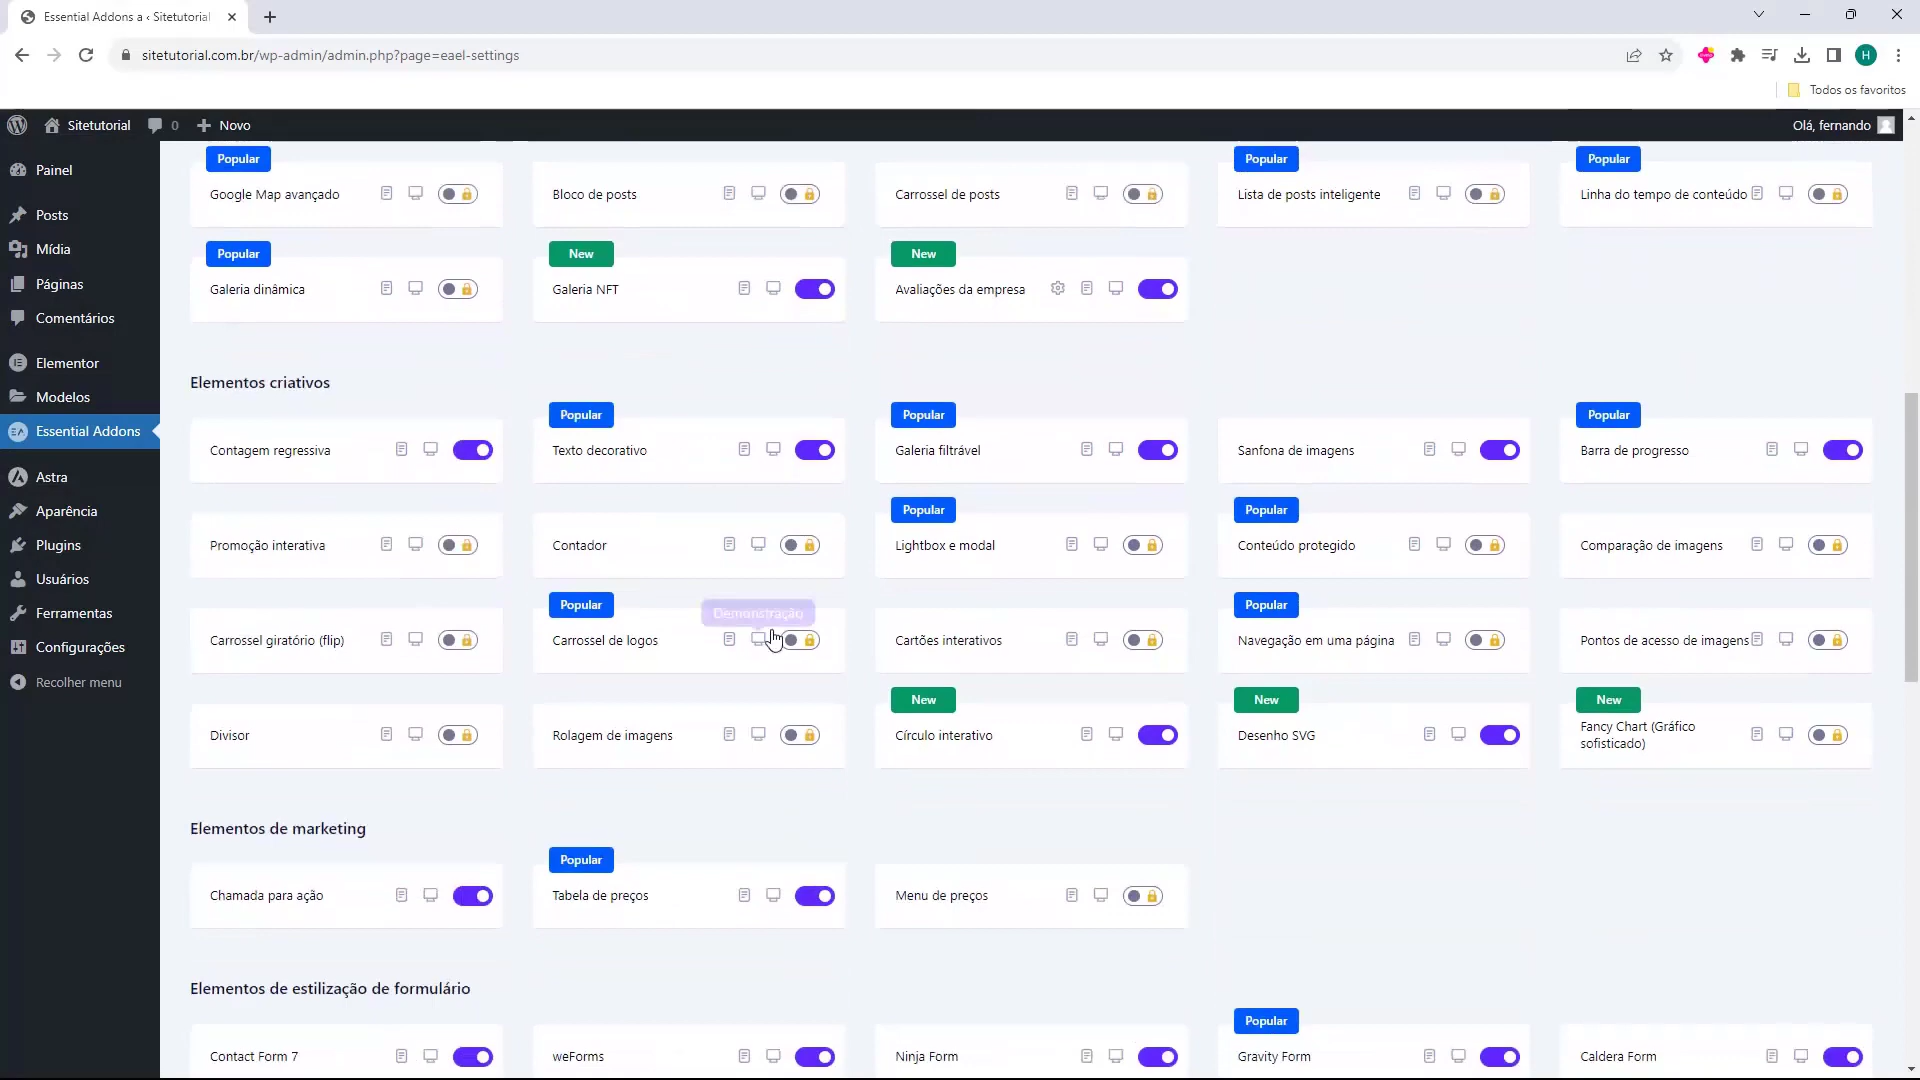 Essential Addons a ‹ Sitetutorial
sitetutorial.com.br/wp-admin/admin.php?page=eael-settings
H
Todos os favoritos
Sitetutorial 0 Novo Olá, fernando
Painel
Posts
Mídia
Páginas
Comentários
Elementor
Modelos
Essential Addons
Astra
Aparência
Plugins
Usuários
Ferramentas
Configurações
Recolher menu
Popular Popular Popular
Google Map avançado Bloco de posts Carrossel de posts Lista de posts inteligente Linha do tempo de conteúdo
Popular New New
Galeria dinâmica Galeria NFT Avaliações da empresa
Elementos criativos
Popular Popular Popular
Contagem regressiva Texto decorativo Galeria filtrável Sanfona de imagens Barra de progresso
Popular Popular
Promoção interativa Contador Lightbox e modal Conteúdo protegido Comparação de imagens
Popular Demonstração Popular
Carrossel giratório (flip) Carrossel de logos Cartões interativos Navegação em uma página Pontos de acesso de imagens
New New New
Divisor Rolagem de imagens Círculo interativo Desenho SVG Fancy Chart (Gráfico
sofisticado)
Elementos de marketing
Popular
Chamada para ação Tabela de preços Menu de preços
Elementos de estilização de formulário
Popular
Contact Form 7 weForms Ninja Form Gravity Form Caldera Form